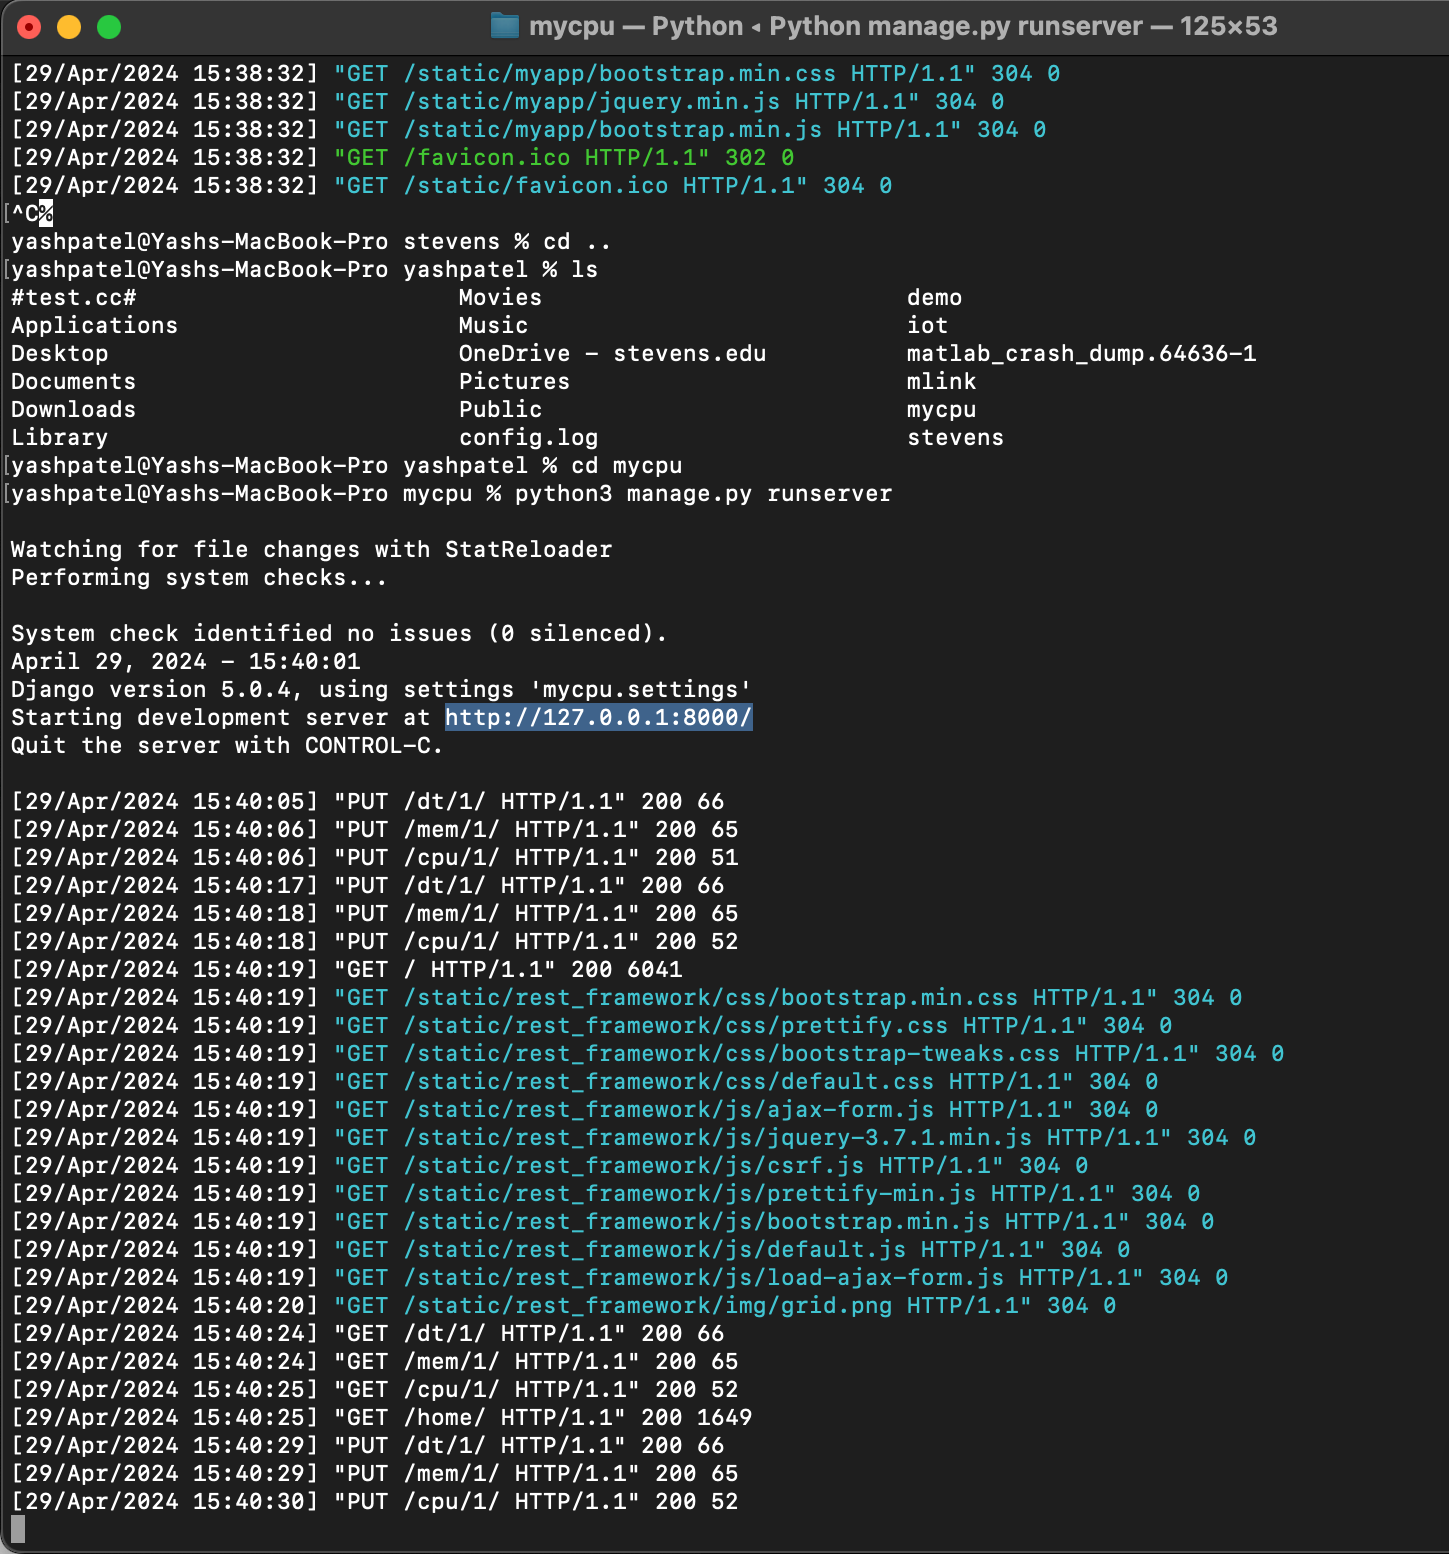 mycpu — Python ◂ Python manage.py runserver — 125×53
[29/Apr/2024 15:38:32] "GET /static/myapp/bootstrap.min.css HTTP/1.1" 304 0
[29/Apr/2024 15:38:32] "GET /static/myapp/jquery.min.js HTTP/1.1" 304 0
[29/Apr/2024 15:38:32] "GET /static/myapp/bootstrap.min.js HTTP/1.1" 304 0
[29/Apr/2024 15:38:32] "GET /favicon.ico HTTP/1.1" 302 0
[29/Apr/2024 15:38:32] "GET /static/favicon.ico HTTP/1.1" 304 0
[^C%
yashpatel@Yashs-MacBook-Pro stevens % cd ..
[yashpatel@Yashs-MacBook-Pro yashpatel % ls
#test.cc# Movies demo
Applications Music iot
Desktop OneDrive - stevens.edu matlab_crash_dump.64636-1
Documents Pictures mlink
Downloads Public mycpu
Library config.log stevens
[yashpatel@Yashs-MacBook-Pro yashpatel % cd mycpu
[yashpatel@Yashs-MacBook-Pro mycpu % python3 manage.py runserver
Watching for file changes with StatReloader
Performing system checks...
System check identified no issues (0 silenced).
April 29, 2024 - 15:40:01
Django version 5.0.4, using settings 'mycpu.settings'
Starting development server at http://127.0.0.1:8000/
Quit the server with CONTROL-C.
[29/Apr/2024 15:40:05] "PUT /dt/1/ HTTP/1.1" 200 66
[29/Apr/2024 15:40:06] "PUT /mem/1/ HTTP/1.1" 200 65
[29/Apr/2024 15:40:06] "PUT /cpu/1/ HTTP/1.1" 200 51
[29/Apr/2024 15:40:17] "PUT /dt/1/ HTTP/1.1" 200 66
[29/Apr/2024 15:40:18] "PUT /mem/1/ HTTP/1.1" 200 65
[29/Apr/2024 15:40:18] "PUT /cpu/1/ HTTP/1.1" 200 52
[29/Apr/2024 15:40:19] "GET / HTTP/1.1" 200 6041
[29/Apr/2024 15:40:19] "GET /static/rest_framework/css/bootstrap.min.css HTTP/1.1" 304 0
[29/Apr/2024 15:40:19] "GET /static/rest_framework/css/prettify.css HTTP/1.1" 304 0
[29/Apr/2024 15:40:19] "GET /static/rest_framework/css/bootstrap-tweaks.css HTTP/1.1" 304 0
[29/Apr/2024 15:40:19] "GET /static/rest_framework/css/default.css HTTP/1.1" 304 0
[29/Apr/2024 15:40:19] "GET /static/rest_framework/js/ajax-form.js HTTP/1.1" 304 0
[29/Apr/2024 15:40:19] "GET /static/rest_framework/js/jquery-3.7.1.min.js HTTP/1.1" 304 0
[29/Apr/2024 15:40:19] "GET /static/rest_framework/js/csrf.js HTTP/1.1" 304 0
[29/Apr/2024 15:40:19] "GET /static/rest_framework/js/prettify-min.js HTTP/1.1" 304 0
[29/Apr/2024 15:40:19] "GET /static/rest_framework/js/bootstrap.min.js HTTP/1.1" 304 0
[29/Apr/2024 15:40:19] "GET /static/rest_framework/js/default.js HTTP/1.1" 304 0
[29/Apr/2024 15:40:19] "GET /static/rest_framework/js/load-ajax-form.js HTTP/1.1" 304 0
[29/Apr/2024 15:40:20] "GET /static/rest_framework/img/grid.png HTTP/1.1" 304 0
[29/Apr/2024 15:40:24] "GET /dt/1/ HTTP/1.1" 200 66
[29/Apr/2024 15:40:24] "GET /mem/1/ HTTP/1.1" 200 65
[29/Apr/2024 15:40:25] "GET /cpu/1/ HTTP/1.1" 200 52
[29/Apr/2024 15:40:25] "GET /home/ HTTP/1.1" 200 1649
[29/Apr/2024 15:40:29] "PUT /dt/1/ HTTP/1.1" 200 66
[29/Apr/2024 15:40:29] "PUT /mem/1/ HTTP/1.1" 200 65
[29/Apr/2024 15:40:30] "PUT /cpu/1/ HTTP/1.1" 200 52